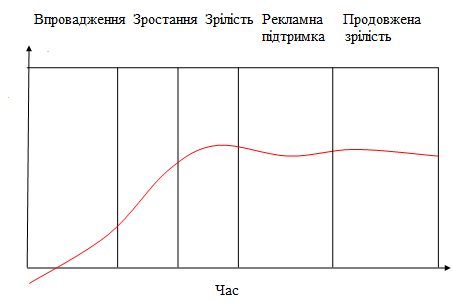 Впровадження Зростання Зрілість Рекламна Продовжена
підтримка зрілість
Час